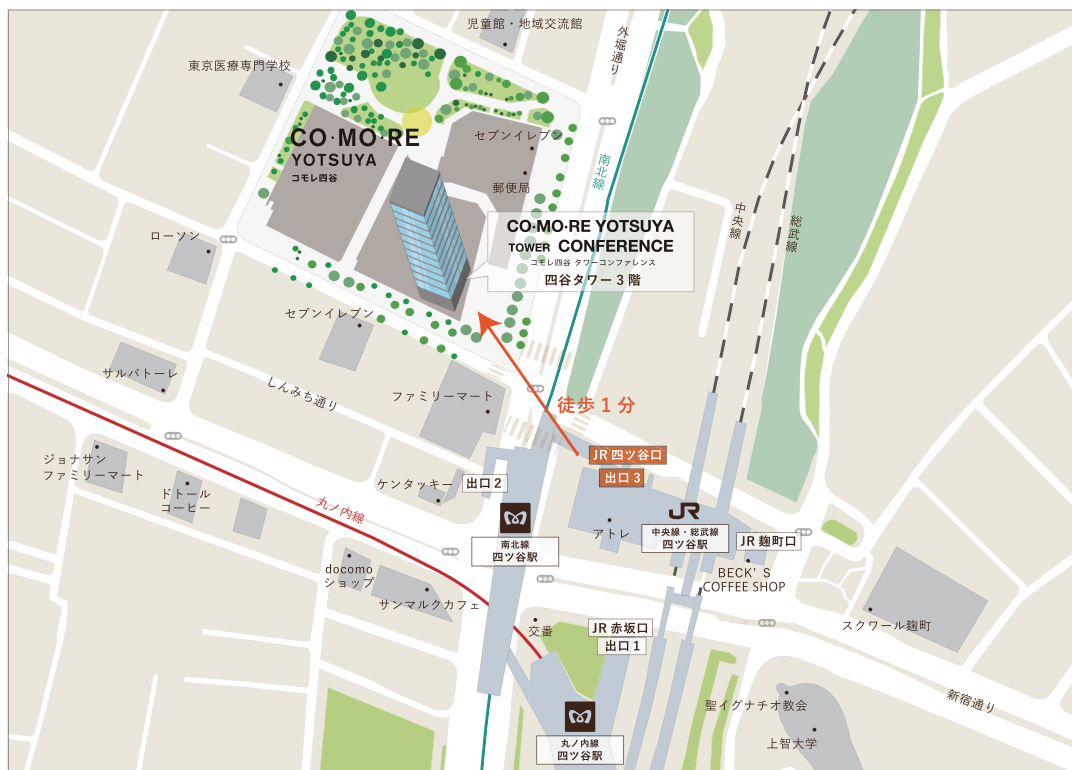 児童館・地域交流館
外堀通り
東京医療専門学校
CO・MO・RE
YOTSUYA
コモレ四谷
セブンイレブン
郵便局
南北線
中央線
総武線
CO・MO・RE YOTSUYA
TOWER CONFERENCE
コモレ四谷 タワーコンファレンス
四谷タワー3階
ローソン
セブンイレブン
サルバトーレ
しんみち通り
ファミリーマート
徒歩1分
JR 四ツ谷口
出口3
ジョナサン
ファミリーマート
ドトール
コーヒー
丸ノ内線
ケンタッキー
出口2
南北線
四ツ谷駅
アトレ
JR
中央線・総武線
四ツ谷駅
JR 麹町口
BECK'S
COFFEE SHOP
docomo
ショップ
サンマルクカフェ
交番
JR 赤坂口
出口1
スクワール麹町
新宿通り
聖イグナチオ教会
上智大学
丸ノ内線
四ツ谷駅